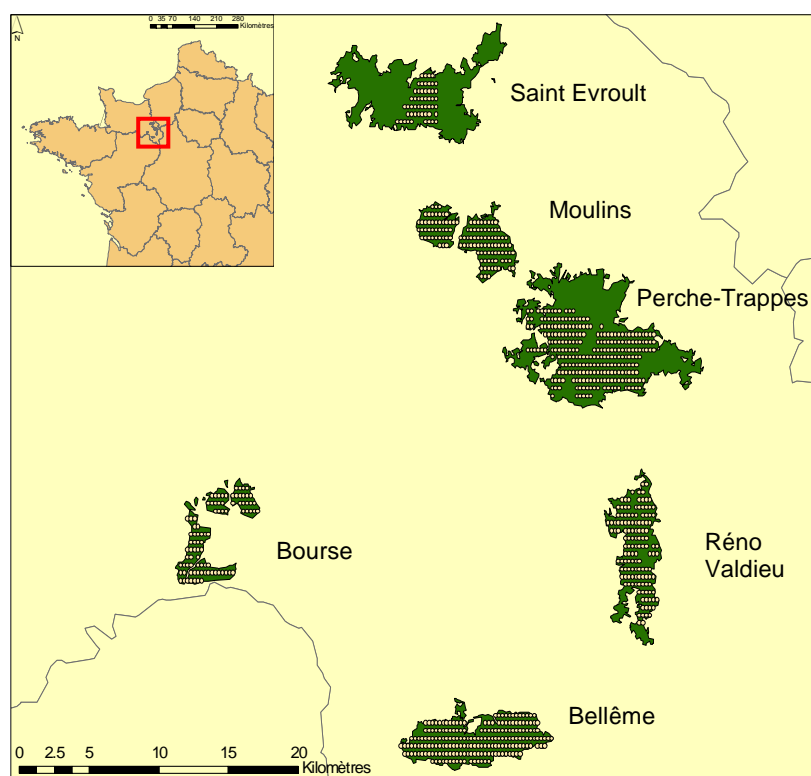 0 35 70 140 210 280
Kilomètres
N
Saint Evroult
Moulins
Perche-Trappes
Bourse
Réno
Valdieu
Bellême
0 2.5 5 10 15 20
Kilomètres